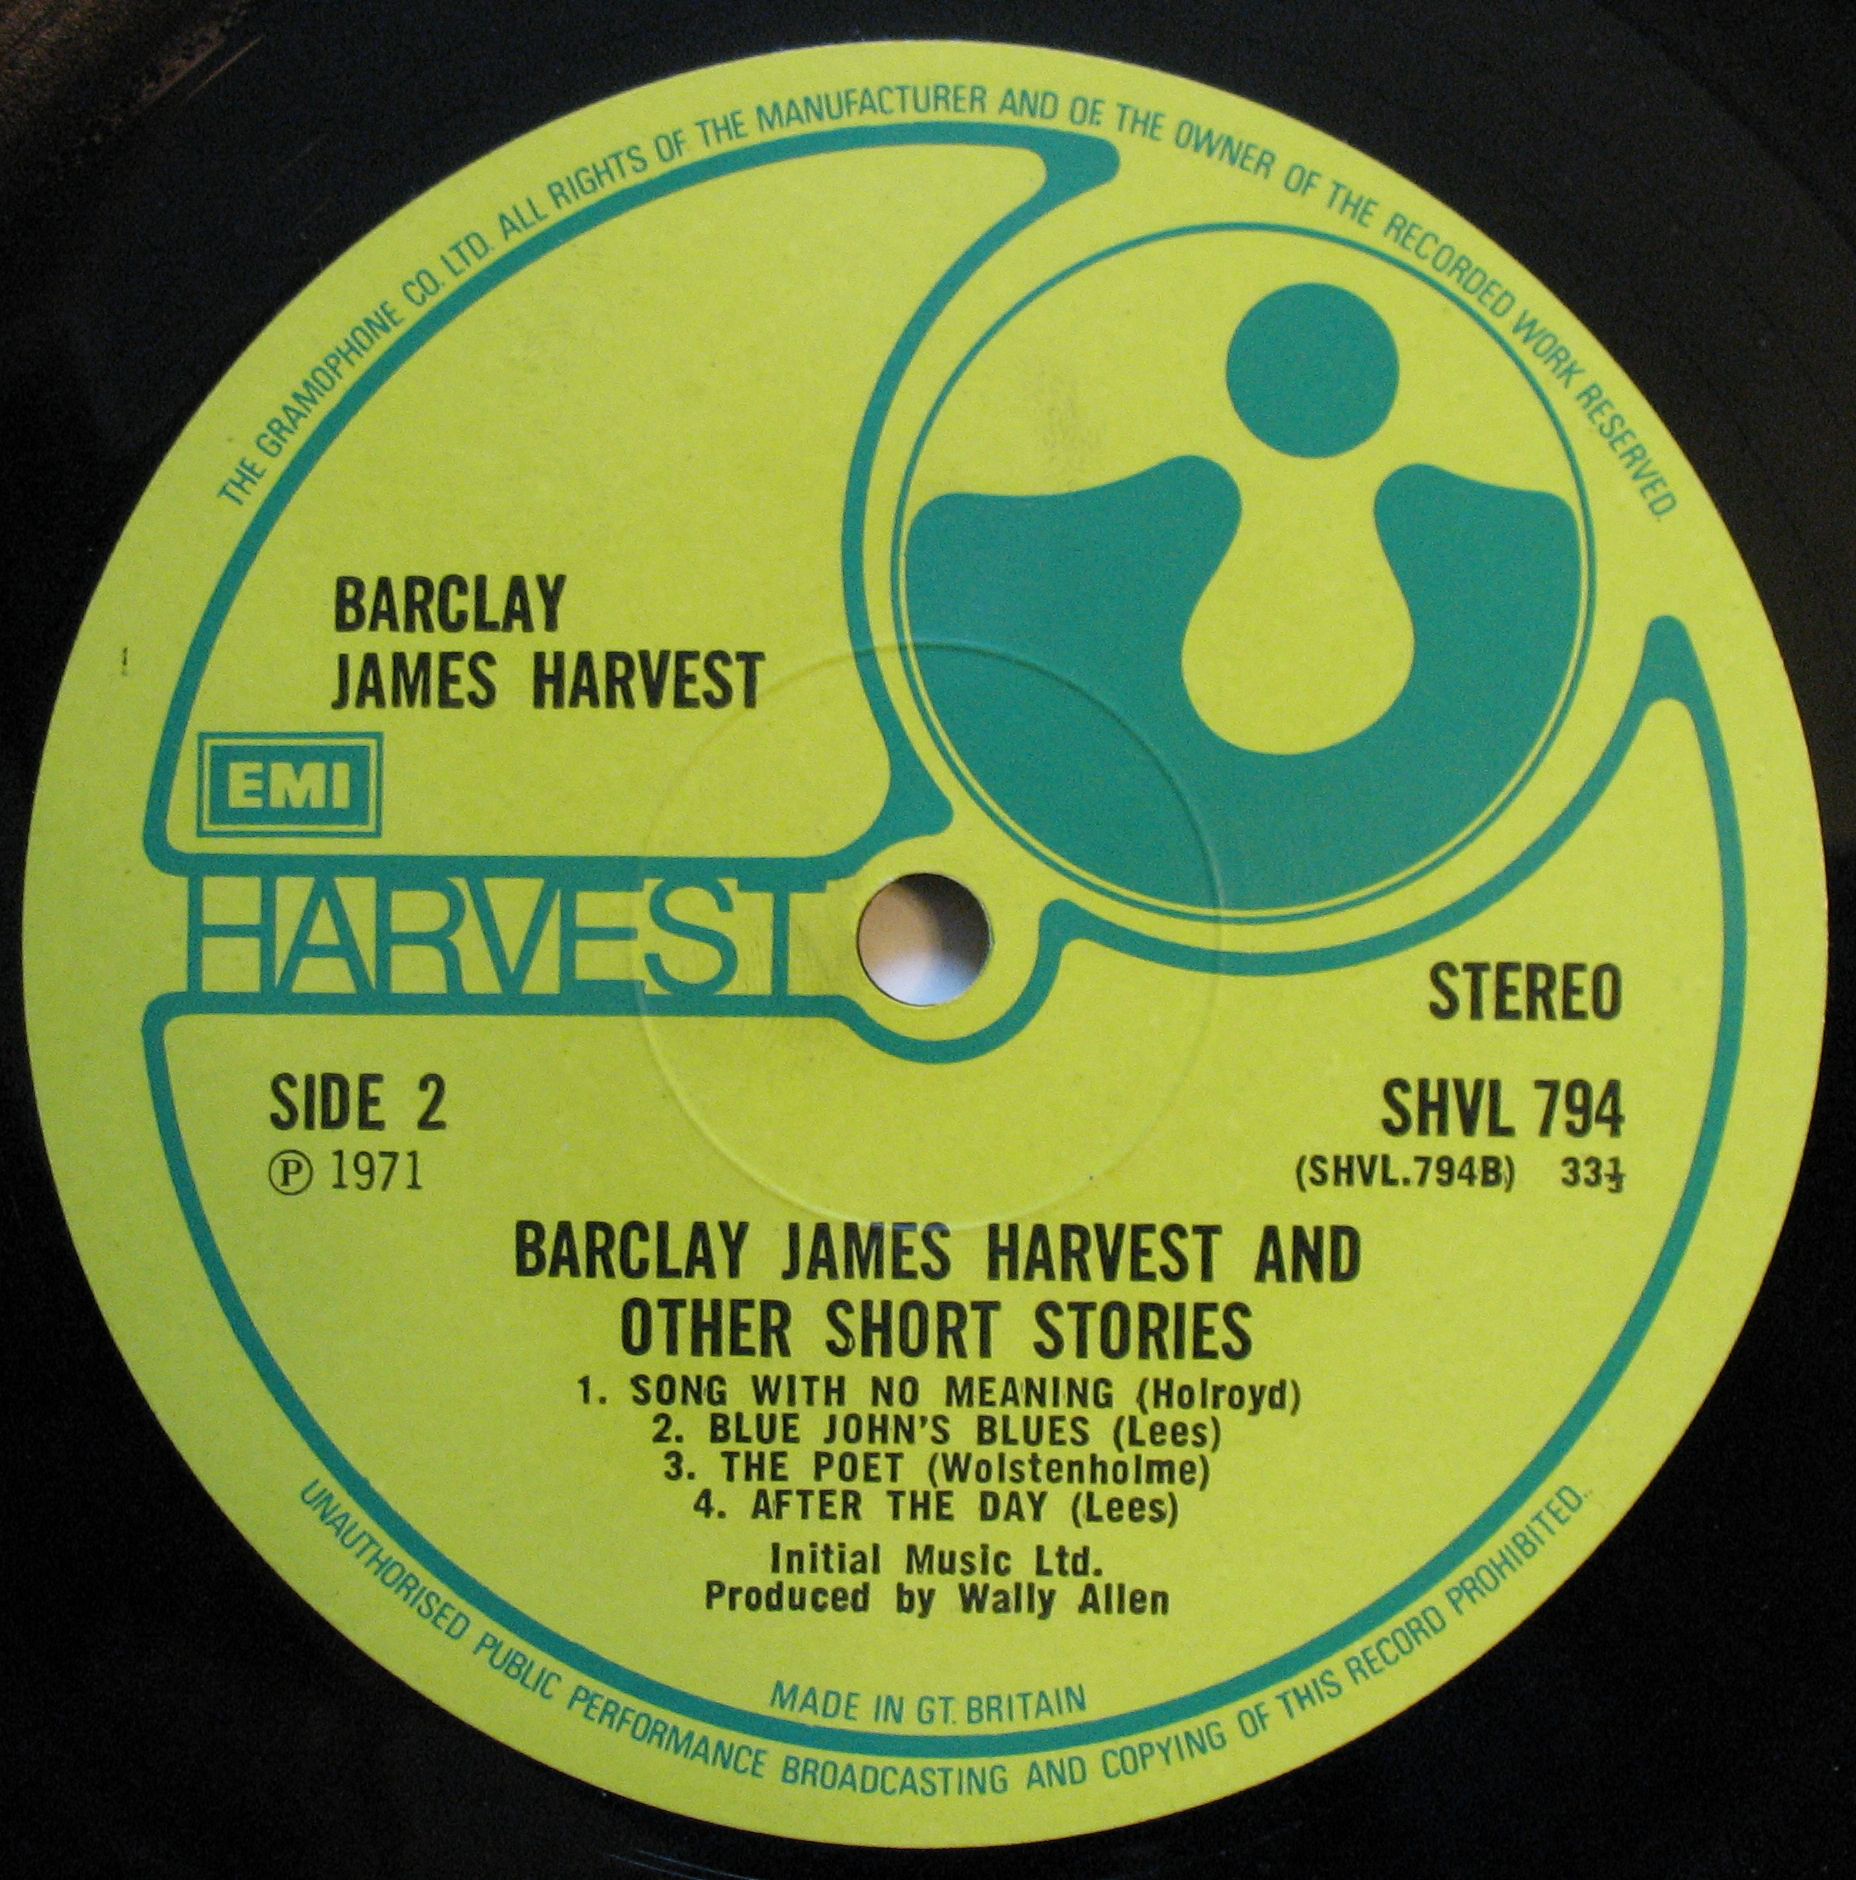 THE GRAMOPHONE CO. LTD. ALL RIGHTS OF THE MANUFACTURER AND OF THE OWNER OF THE RECORDED WORK RESERVED.
BARCLAY
JAMES HARVEST
EMI
HARVEST
STEREO
SIDE 2
SHVL 794
℗ 1971
(SHVL.794B) 33⅓
BARCLAY JAMES HARVEST AND
OTHER SHORT STORIES
1. SONG WITH NO MEANING (Holroyd)
2. BLUE JOHN'S BLUES (Lees)
3. THE POET (Wolstenholme)
4. AFTER THE DAY (Lees)
Initial Music Ltd.
Produced by Wally Allen
MADE IN GT. BRITAIN
UNAUTHORISED PUBLIC PERFORMANCE BROADCASTING AND COPYING OF THIS RECORD PROHIBITED..